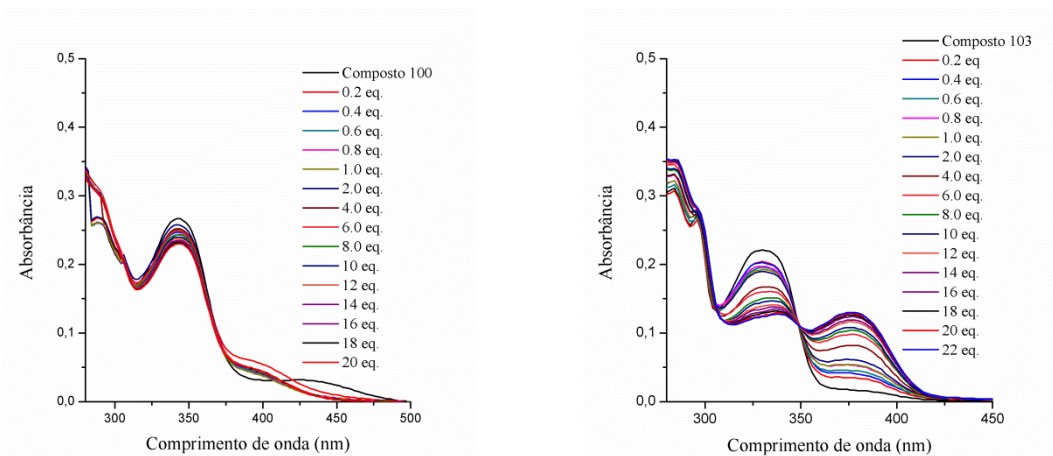 0,5
0,4
0,3
0,2
0,1
0,0
Absorbância
300
350
400
450
500
Comprimento de onda (nm)
Composto 100
0.2 eq.
0.4 eq.
0.6 eq.
0.8 eq.
1.0 eq.
2.0 eq.
4.0 eq.
6.0 eq.
8.0 eq.
10 eq.
12 eq.
14 eq.
16 eq.
18 eq.
20 eq.
0,5
0,4
0,3
0,2
0,1
0,0
Absorbância
300
350
400
450
Comprimento de onda (nm)
Composto 103
0.2 eq
0.4 eq.
0.6 eq.
0.8 eq.
1.0 eq.
2.0 eq.
4.0 eq.
6.0 eq.
8.0 eq.
10 eq.
12 eq.
14 eq.
16 eq.
18 eq.
20 eq.
22 eq.